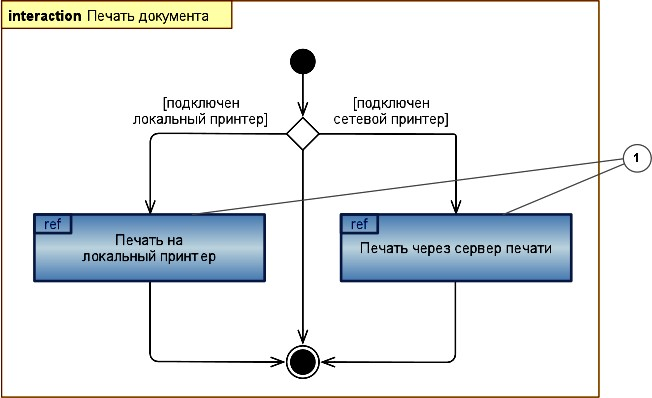 interaction Печать документа
[подключен
локальный принтер]
[подключен
сетевой принтер]
1
ref
Печать на
локальный принтер
ref
Печать через сервер печати